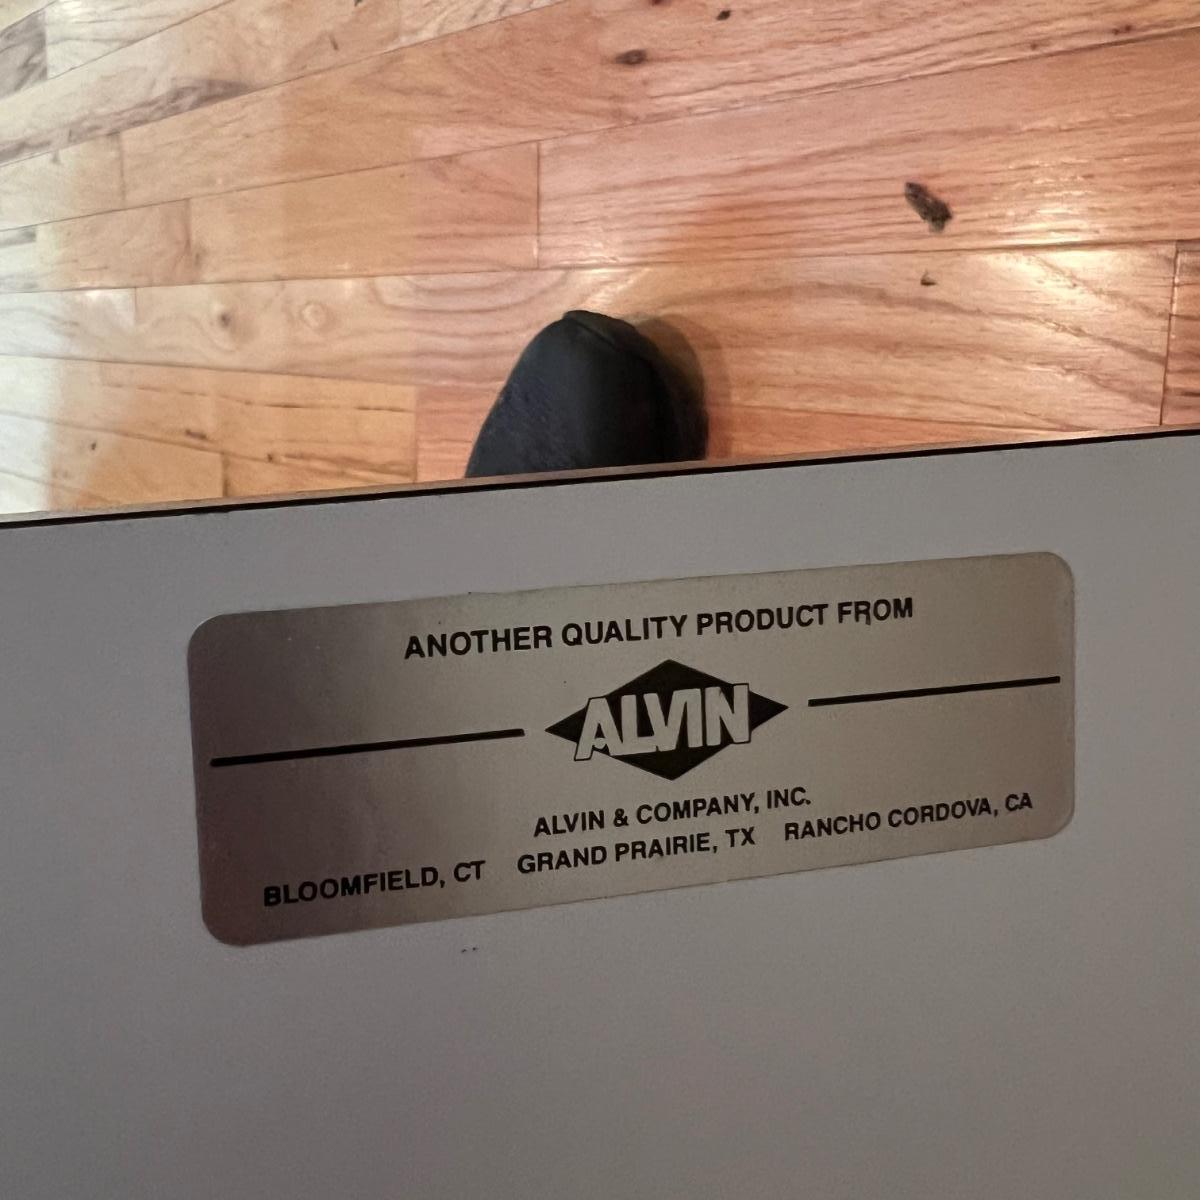 ANOTHER QUALITY PRODUCT FROM
ALVIN
ALVIN & COMPANY, INC.
BLOOMFIELD, CT GRAND PRAIRIE, TX RANCHO CORDOVA, CA